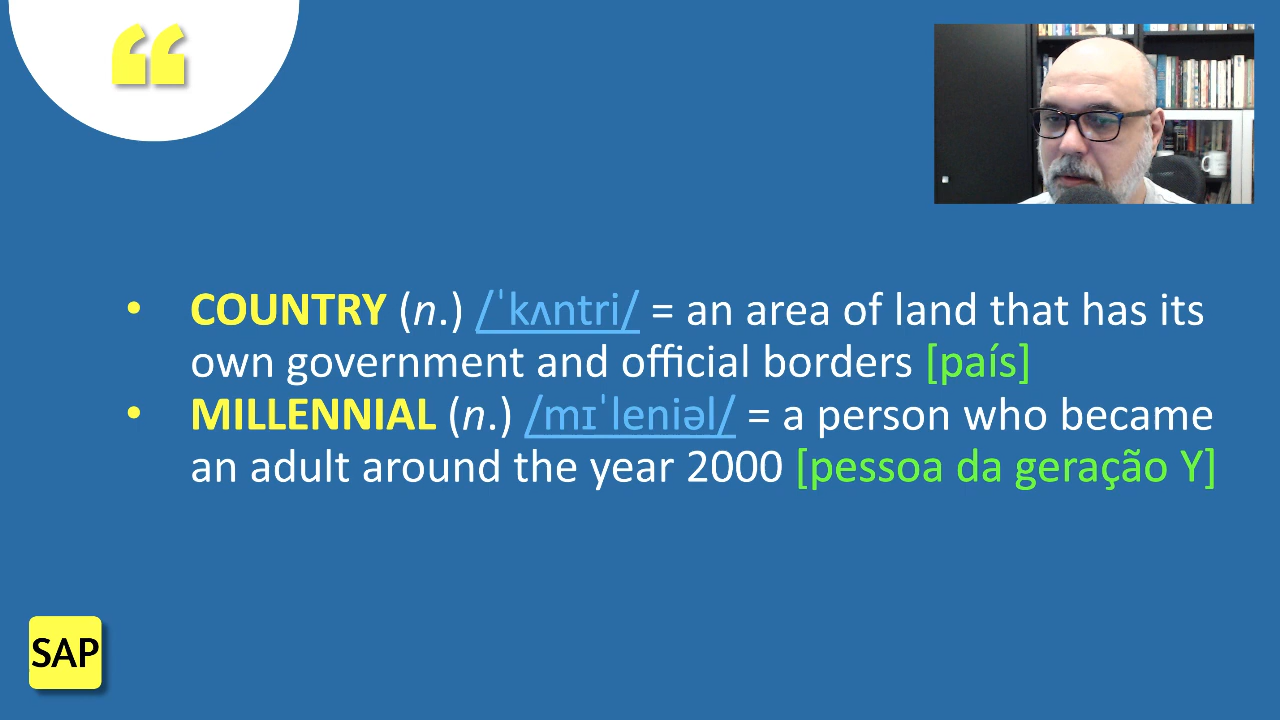 “
• COUNTRY (n.) /ˈkʌntri/ = an area of land that has its
own government and official borders [país]
• MILLENNIAL (n.) /mɪˈleniəl/ = a person who became
an adult around the year 2000 [pessoa da geração Y]
SAP